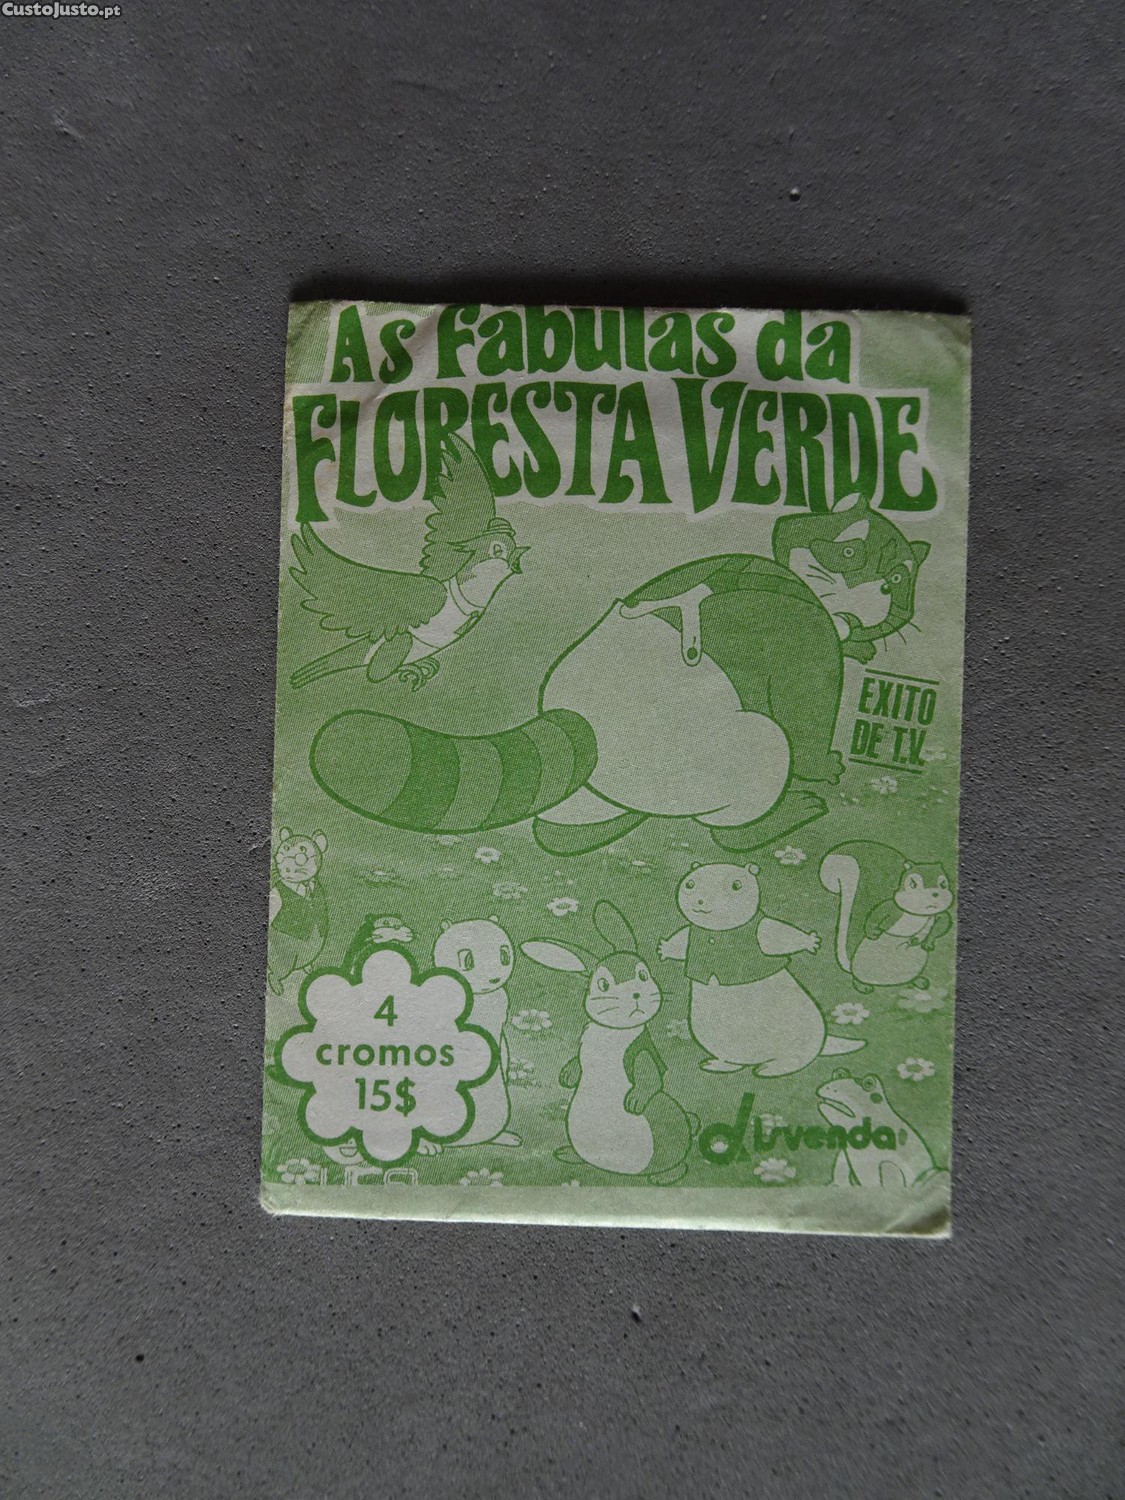 CustoJusto.pt
As Fabulas da
FLORESTA VERDE
EXITO
DE T.V.
4
cromos
15$
disvenda